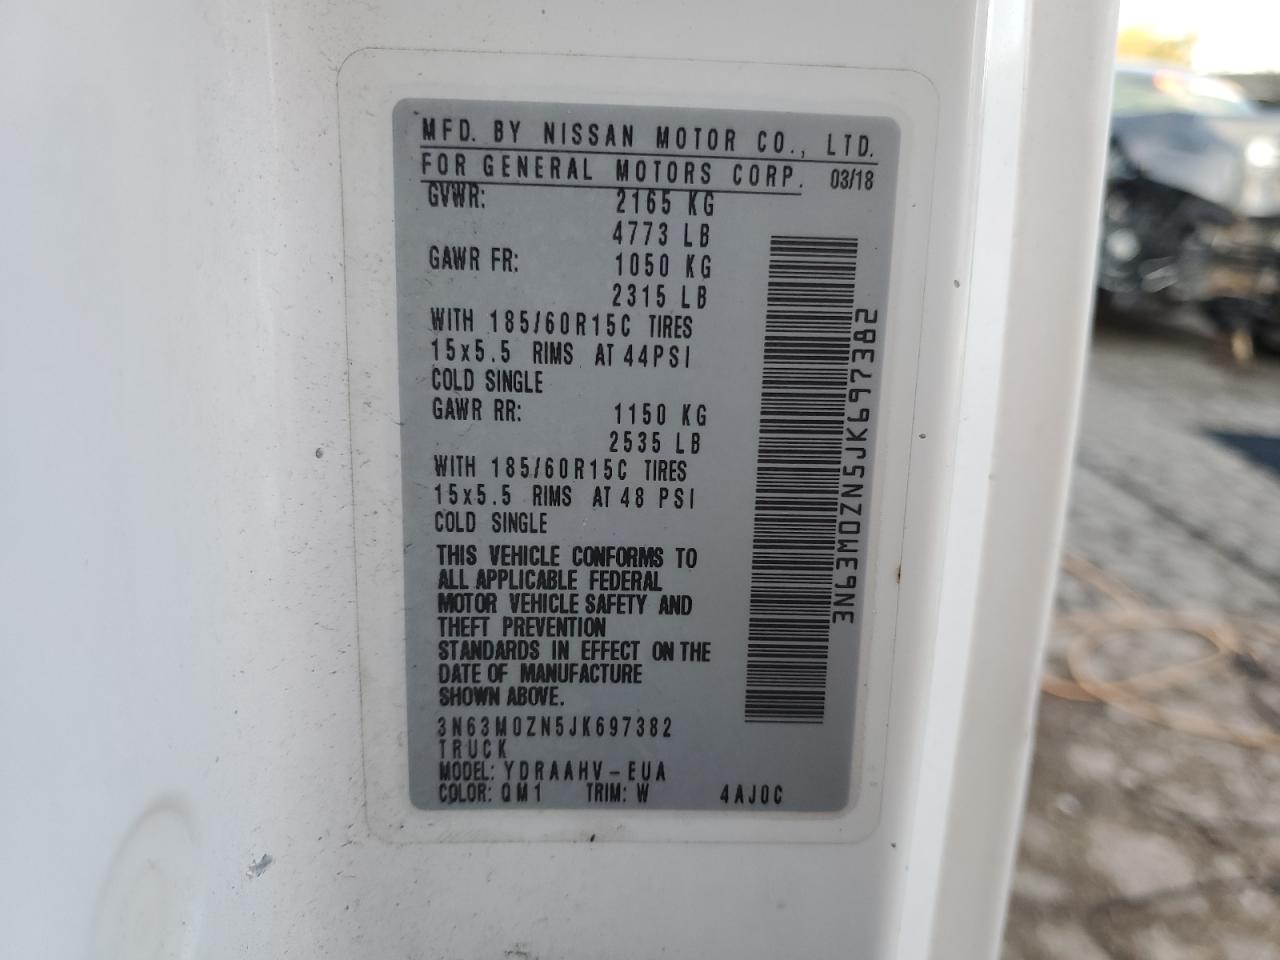 MFD. BY NISSAN MOTOR CO., LTD.
FOR GENERAL MOTORS CORP. 03/18
GVWR: 2165 KG
4773 LB
GAWR FR: 1050 KG
2315 LB
WITH 185/60R15C TIRES
15x5.5 RIMS AT 44PSI
COLD SINGLE
GAWR RR: 1150 KG
2535 LB
WITH 185/60R15C TIRES
15x5.5 RIMS AT 48 PSI
COLD SINGLE
THIS VEHICLE CONFORMS TO
ALL APPLICABLE FEDERAL
MOTOR VEHICLE SAFETY AND
THEFT PREVENTION
STANDARDS IN EFFECT ON THE
DATE OF MANUFACTURE
SHOWN ABOVE.
3N63M0ZN5JK697382
TRUCK
MODEL: YDRAAHV-EUA
COLOR: QM1 TRIM: W 4AJ0C
3N63M0ZN5JK697382